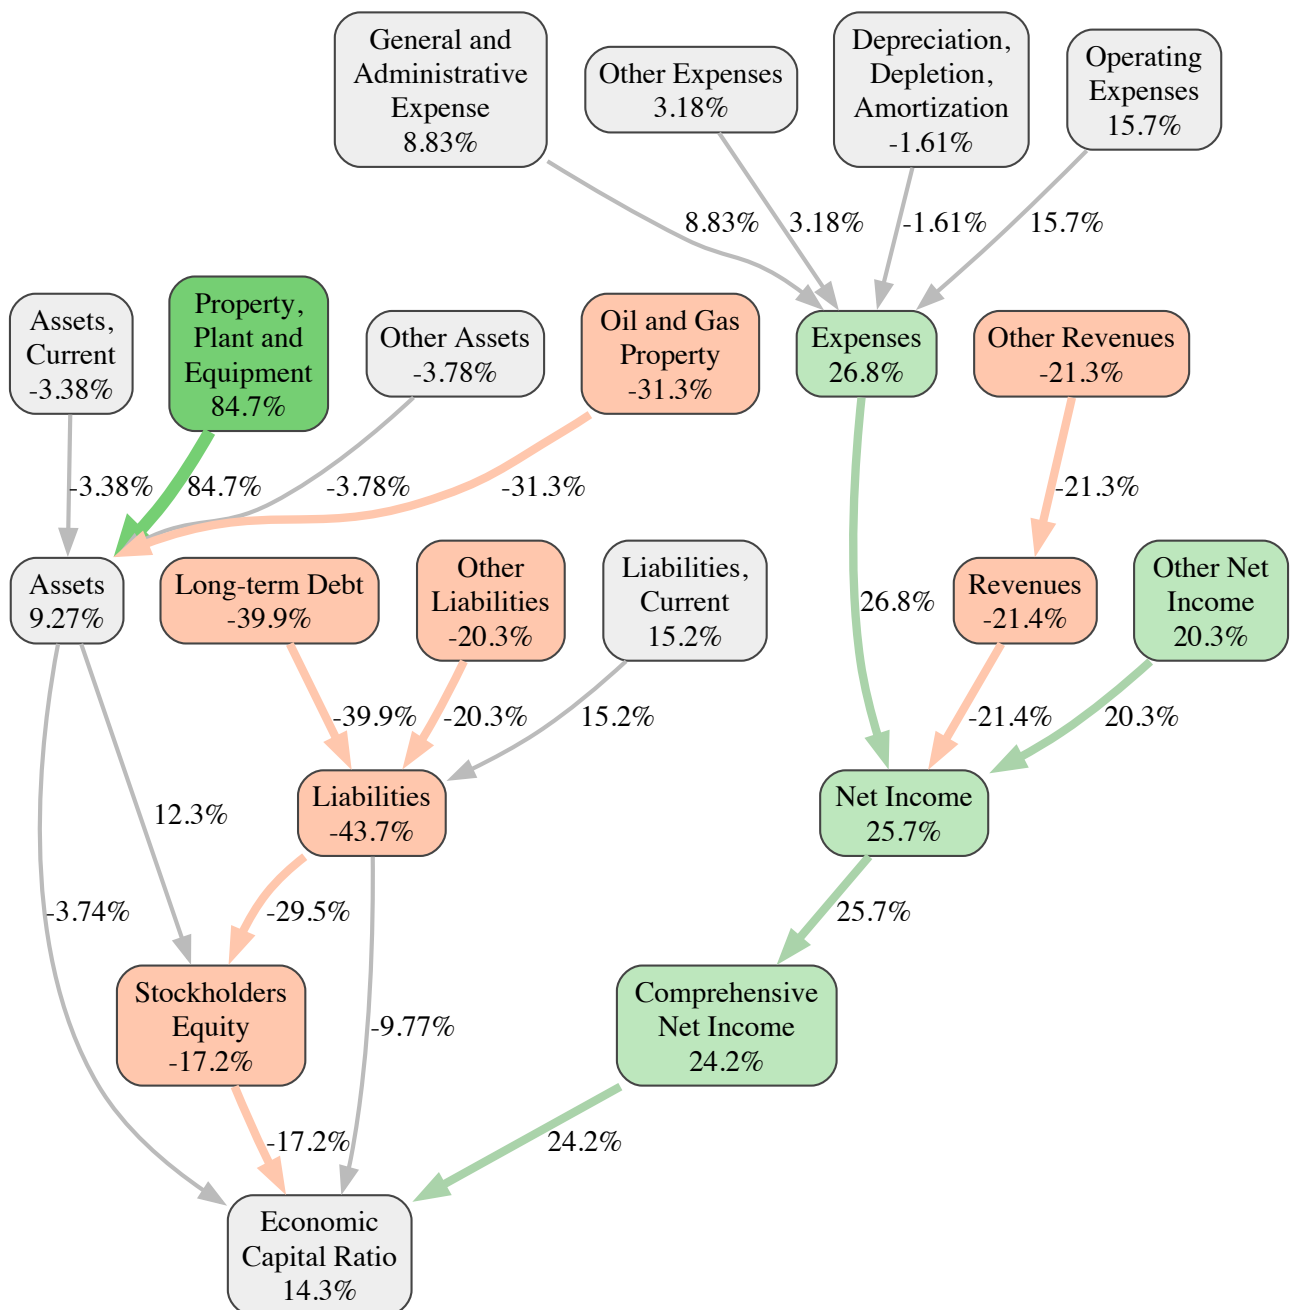 General and
Administrative
Expense
8.83%
Other Expenses
3.18%
Depreciation,
Depletion,
Amortization
-1.61%
Operating
Expenses
15.7%
8.83%
3.18%
-1.61%
15.7%
Assets,
Current
-3.38%
Property,
Plant and
Equipment
84.7%
Other Assets
-3.78%
Oil and Gas
Property
-31.3%
Expenses
26.8%
Other Revenues
-21.3%
-3.38%
84.7%
-3.78%
-31.3%
-21.3%
Assets
9.27%
Long-term Debt
-39.9%
Other
Liabilities
-20.3%
Liabilities,
Current
15.2%
26.8%
Revenues
-21.4%
Other Net
Income
20.3%
-39.9%
-20.3%
15.2%
-21.4%
20.3%
Liabilities
-43.7%
Net Income
25.7%
12.3%
-3.74%
-29.5%
25.7%
Stockholders
Equity
-17.2%
-9.77%
Comprehensive
Net Income
24.2%
-17.2%
24.2%
Economic
Capital Ratio
14.3%